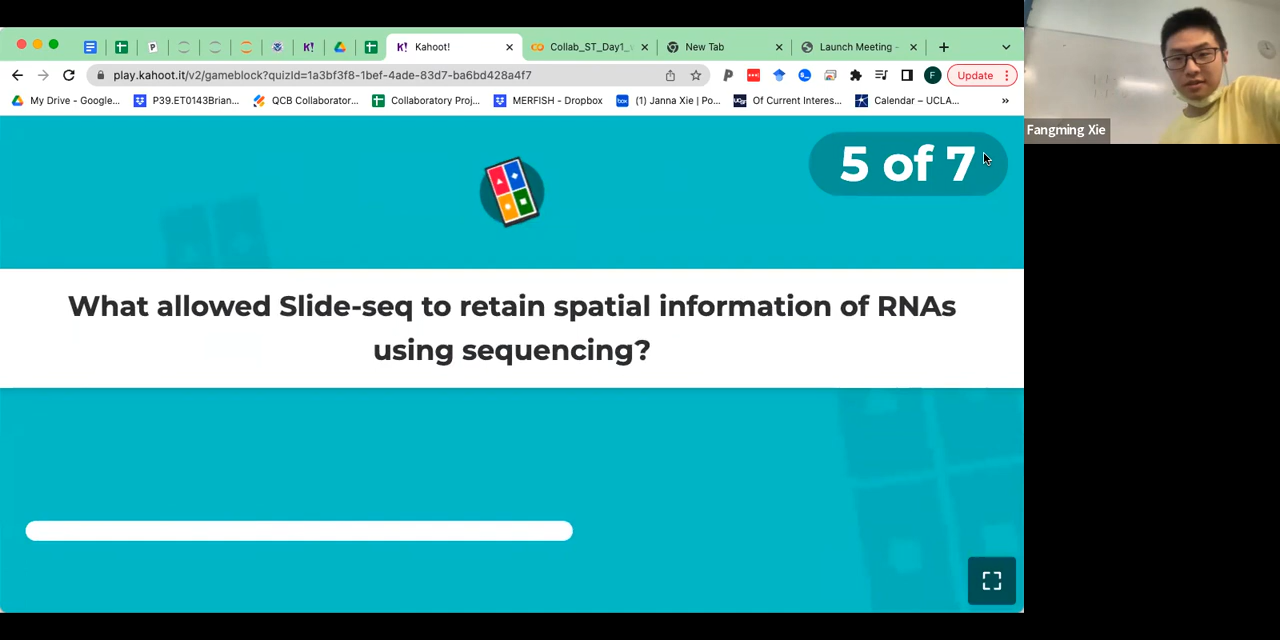 K! Kahoot!
Collab_ST_Day1_
New Tab
Launch Meeting -
play.kahoot.it/v2/gameblock?quizId=1a3bf3f8-1bef-4ade-83d7-ba6bd428a4f7
F
Update
My Drive - Google...
P39.ET0143Brian...
QCB Collaborator...
Collaboratory Proj...
MERFISH - Dropbox
(1) Janna Xie | Po...
Of Current Interes...
Calendar – UCLA...
»
5 of 7
Fangming Xie
What allowed Slide-seq to retain spatial information of RNAs
using sequencing?